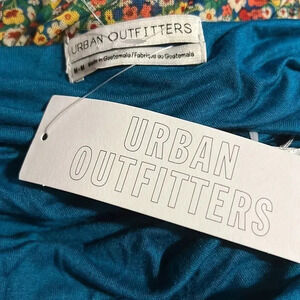 URBAN OUTFITTERS
M-M Made in Guatemala/Fabriqué au Guatemala
URBAN
OUTFITTERS